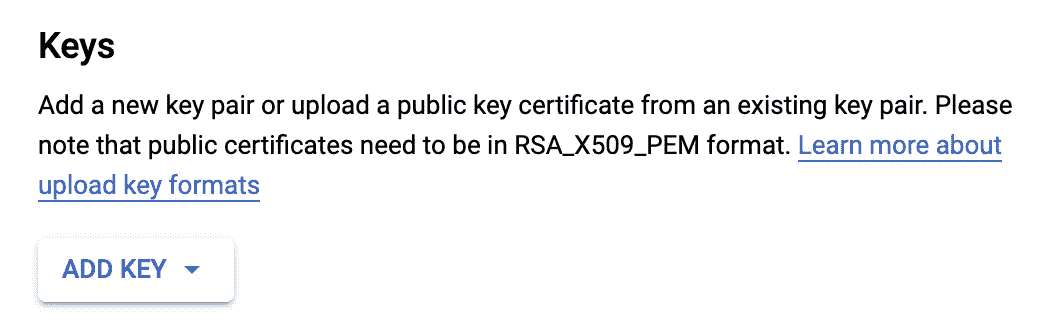 Keys
Add a new key pair or upload a public key certificate from an existing key pair. Please
note that public certificates need to be in RSA_X509_PEM format. Learn more about
upload key formats
ADD KEY